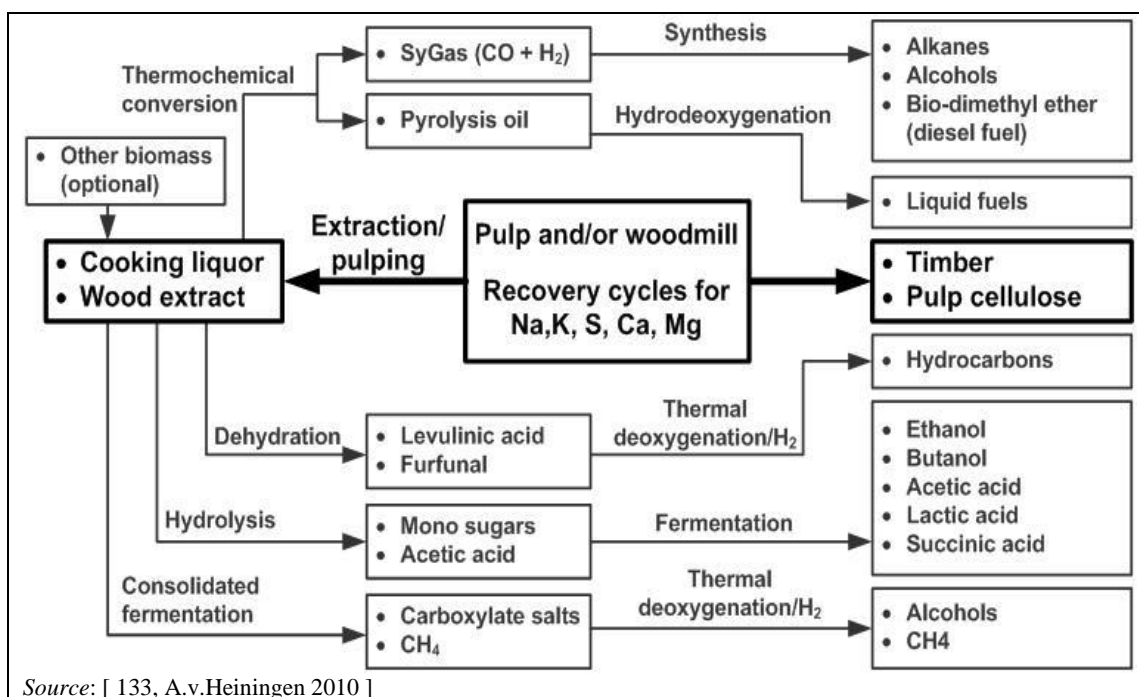 Thermochemical
conversion
• SyGas (CO + H₂)
• Pyrolysis oil
Synthesis
Hydrodeoxygenation
• Alkanes
• Alcohols
• Bio-dimethyl ether
(diesel fuel)
• Liquid fuels
• Other biomass
(optional)
• Cooking liquor
• Wood extract
Extraction/
pulping
Pulp and/or woodmill
Recovery cycles for
Na,K, S, Ca, Mg
• Timber
• Pulp cellulose
Dehydration
• Levulinic acid
• Furfunal
Thermal
deoxygenation/H₂
• Hydrocarbons
Hydrolysis
• Mono sugars
• Acetic acid
Fermentation
• Ethanol
• Butanol
• Acetic acid
• Lactic acid
• Succinic acid
Consolidated
fermentation
• Carboxylate salts
• CH₄
Thermal
deoxygenation/H₂
• Alcohols
• CH4
Source: [ 133, A.v.Heiningen 2010 ]